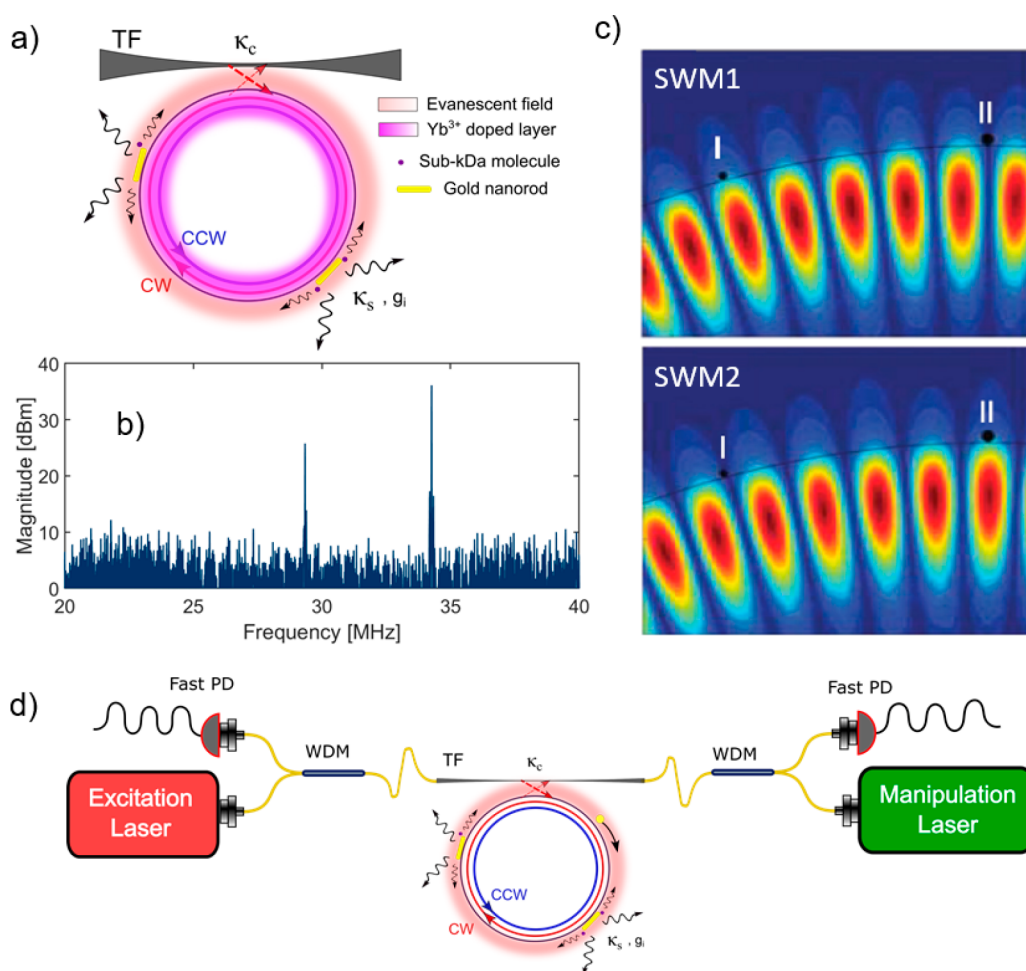 a)
TF
κc
Evanescent field
Yb3+ doped layer
Sub-kDa molecule
Gold nanorod
CCW
CW
κs , gi
b)
40
30
20
10
0
Magnitude [dBm]
20
25
30
35
40
Frequency [MHz]
c)
SWM1
I
II
SWM2
I
II
d)
Fast PD
WDM
Excitation
Laser
TF
κc
CCW
CW
κs , gi
WDM
Fast PD
Manipulation
Laser